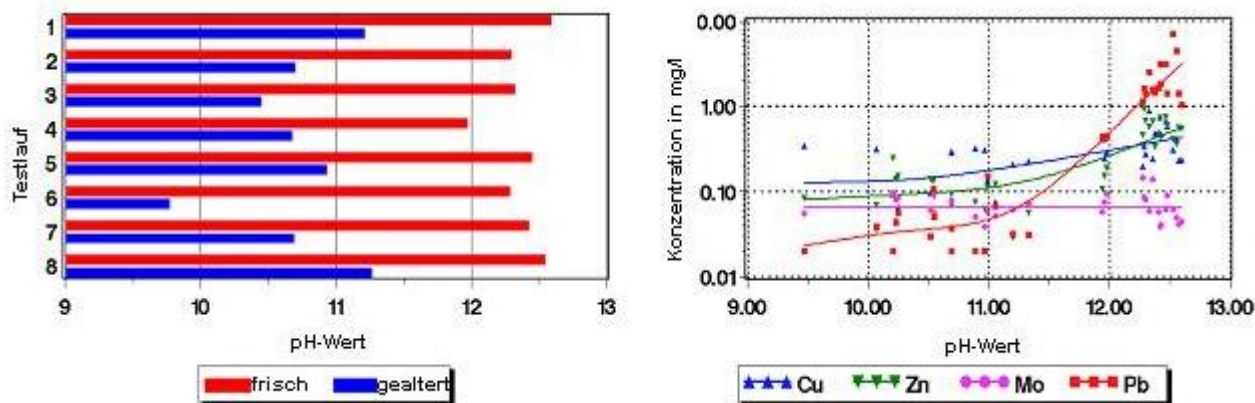 Testlauf
1
2
3
4
5
6
7
8
9 10 11 12 13
pH-Wert
frisch gealtert
Konzentration in mg/l
0.00
1.00
0.10
0.01
9.00 10.00 11.00 12.00 13.00
pH-Wert
Cu Zn Mo Pb